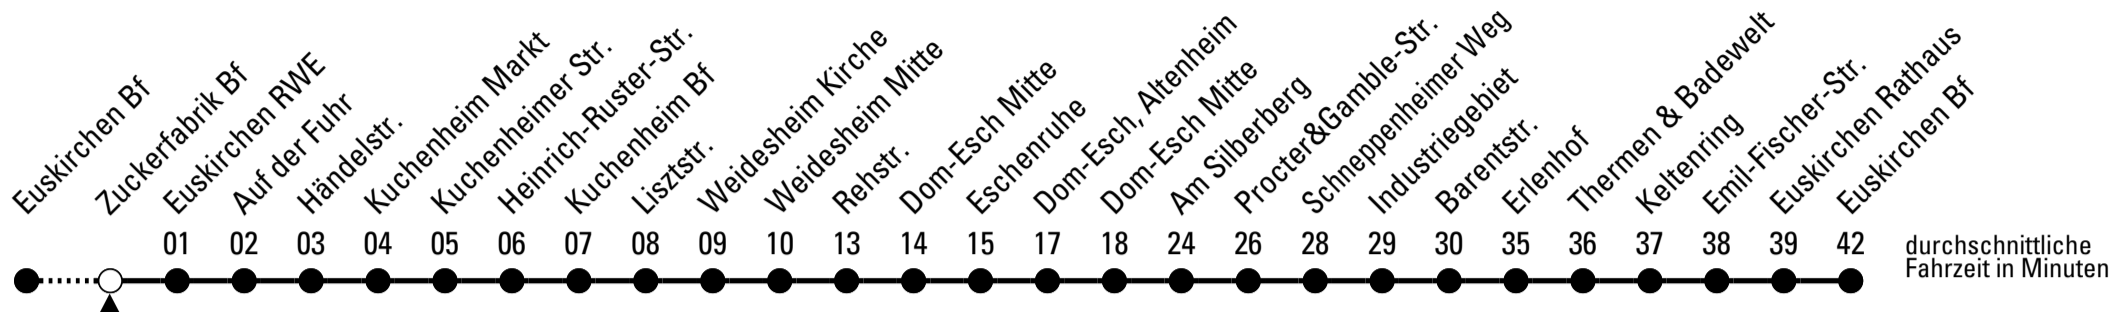 Euskirchen Bf
Zuckerfabrik Bf
Euskirchen RWE
Auf der Fuhr
Händelstr.
Kuchenheim Markt
Kuchenheimer Str.
Heinrich-Ruster-Str.
Kuchenheim Bf
Lisztstr.
Weidesheim Kirche
Weidesheim Mitte
Rehstr.
Dom-Esch Mitte
Eschenruhe
Dom-Esch, Altenheim
Dom-Esch Mitte
Am Silberberg
Procter&Gamble-Str.
Schneppenheimer Weg
Industriegebiet
Barentstr.
Erlenhof
Thermen & Badewelt
Keltenring
Emil-Fischer-Str.
Euskirchen Rathaus
Euskirchen Bf
01 02 03 04 05 06 07 08 09 10 13 14 15 17 18 24 26 28 29 30 35 36 37 38 39 42
durchschnittliche
Fahrzeit in Minuten